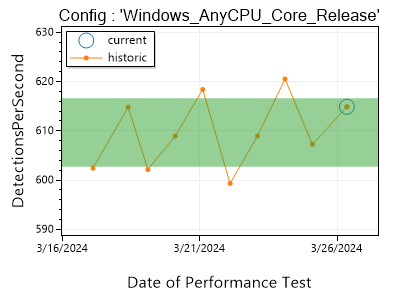 Config : 'Windows_AnyCPU_Core_Release'
current
historic
DetectionsPerSecond
630
620
610
600
590
3/16/2024
3/21/2024
3/26/2024
Date of Performance Test